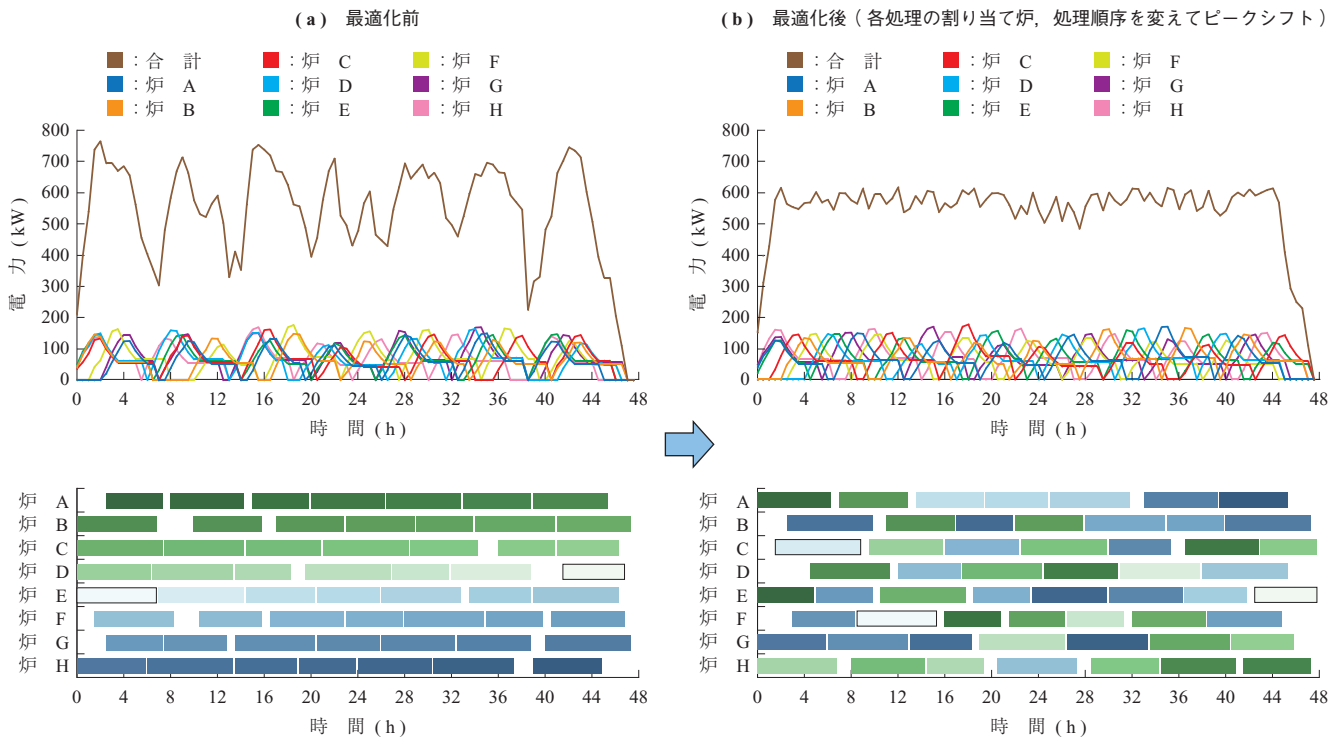 (a) 最適化前
：合 計
：炉 C
：炉 F
：炉 A
：炉 D
：炉 G
：炉 B
：炉 E
：炉 H
800
700
600
500
400
300
200
100
0
電 力 (kW)
0 4 8 12 16 20 24 28 32 36 40 44 48
時 間 (h)
炉 A
炉 B
炉 C
炉 D
炉 E
炉 F
炉 G
炉 H
0 4 8 12 16 20 24 28 32 36 40 44 48
時 間 (h)
(b) 最適化後（各処理の割り当て炉，処理順序を変えてピークシフト）
：合 計
：炉 C
：炉 F
：炉 A
：炉 D
：炉 G
：炉 B
：炉 E
：炉 H
800
700
600
500
400
300
200
100
0
電 力 (kW)
0 4 8 12 16 20 24 28 32 36 40 44 48
時 間 (h)
炉 A
炉 B
炉 C
炉 D
炉 E
炉 F
炉 G
炉 H
0 4 8 12 16 20 24 28 32 36 40 44 48
時 間 (h)